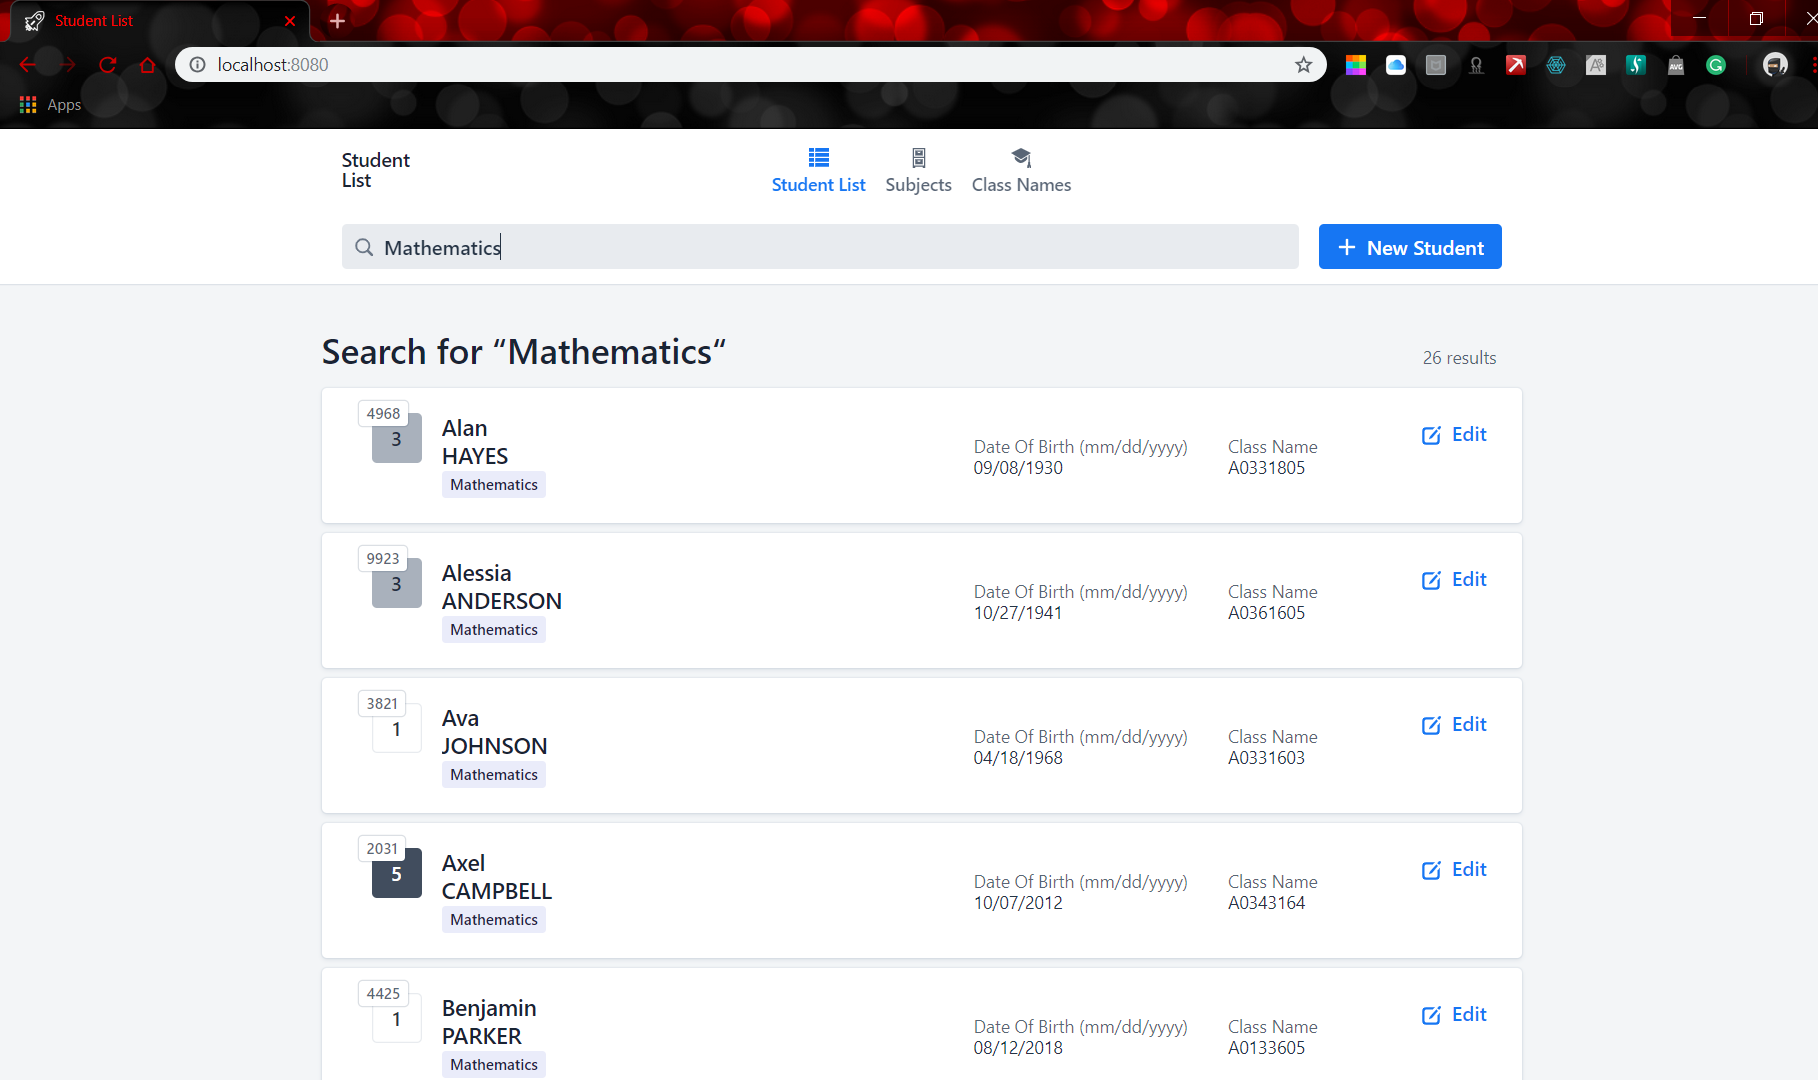 Student List
localhost:8080
Apps
Student
List
Student List
Subjects
Class Names
Mathematics
New Student
Search for “Mathematics“
26 results
4968
3
Alan
HAYES
Mathematics
Date Of Birth (mm/dd/yyyy)
09/08/1930
Class Name
A0331805
Edit
9923
3
Alessia
ANDERSON
Mathematics
Date Of Birth (mm/dd/yyyy)
10/27/1941
Class Name
A0361605
Edit
3821
1
Ava
JOHNSON
Mathematics
Date Of Birth (mm/dd/yyyy)
04/18/1968
Class Name
A0331603
Edit
2031
5
Axel
CAMPBELL
Mathematics
Date Of Birth (mm/dd/yyyy)
10/07/2012
Class Name
A0343164
Edit
4425
1
Benjamin
PARKER
Mathematics
Date Of Birth (mm/dd/yyyy)
08/12/2018
Class Name
A0133605
Edit